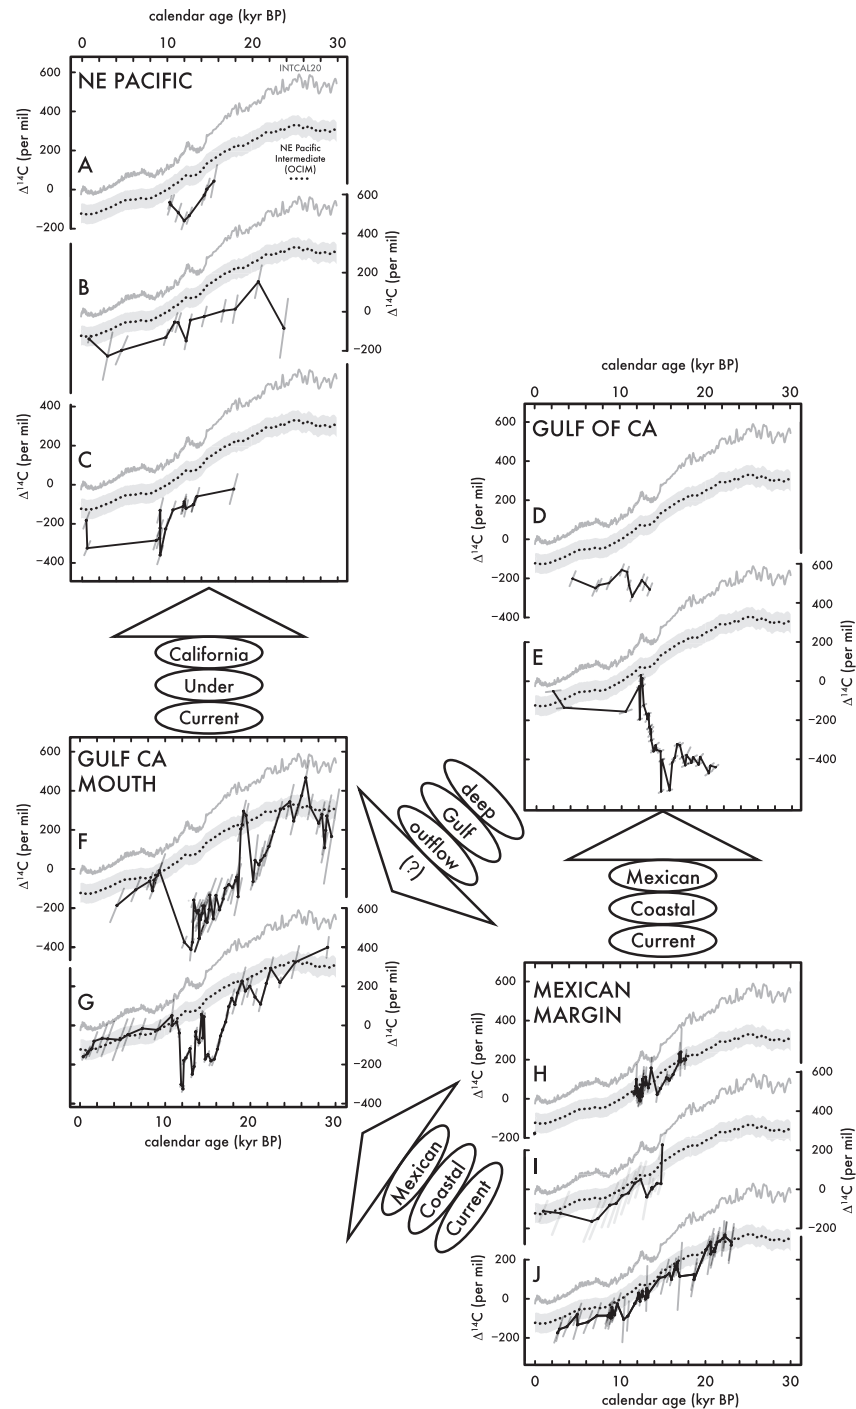 calendar age (kyr BP)
0 10 20 30
600
400
200
0
−200
Δ¹⁴C (per mil)
NE PACIFIC
INTCAL20
A
NE Pacific
Intermediate
(OCIM)
600
400
200
0
−200
Δ¹⁴C (per mil)
B
400
200
0
−200
−400
Δ¹⁴C (per mil)
C
California
Under
Current
calendar age (kyr BP)
0 10 20 30
600
400
200
0
−200
−400
Δ¹⁴C (per mil)
GULF OF CA
D
600
400
200
0
−200
−400
Δ¹⁴C (per mil)
E
600
400
200
0
−200
−400
Δ¹⁴C (per mil)
GULF CA
MOUTH
F
600
400
200
0
−200
−400
Δ¹⁴C (per mil)
G
0 10 20 30
calendar age (kyr BP)
deep
Gulf
outflow
(?)
Mexican
Coastal
Current
Mexican
Coastal
Current
600
400
200
0
−200
Δ¹⁴C (per mil)
MEXICAN
MARGIN
H
600
400
200
0
−200
Δ¹⁴C (per mil)
I
200
0
−200
Δ¹⁴C (per mil)
J
0 10 20 30
calendar age (kyr BP)